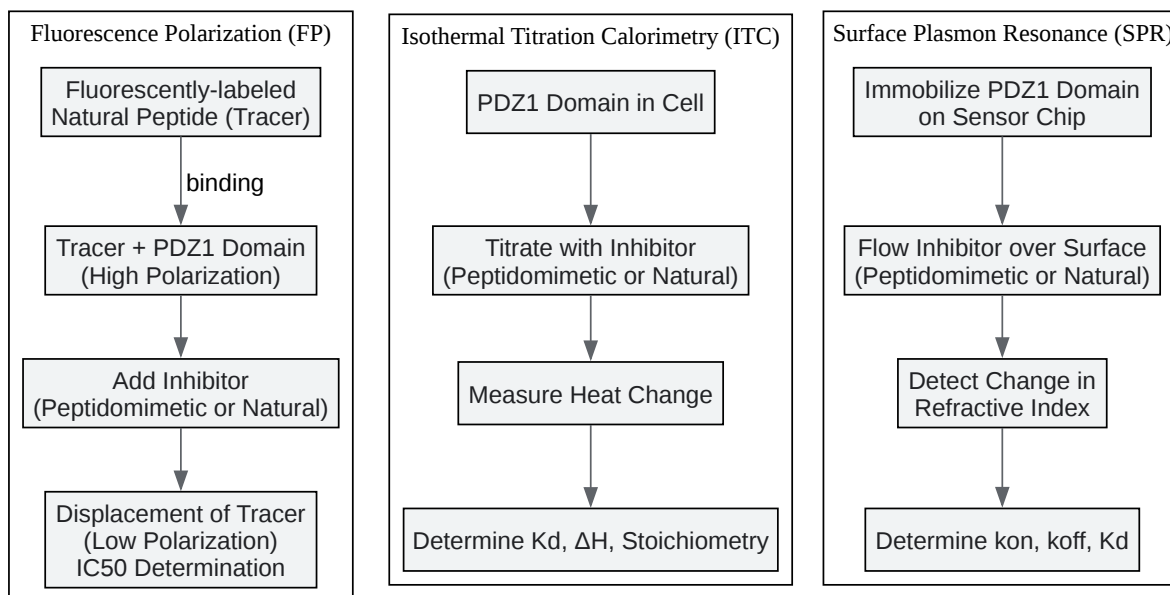 Fluorescence Polarization (FP)
Fluorescently-labeled
Natural Peptide (Tracer)
binding
Tracer + PDZ1 Domain
(High Polarization)
Add Inhibitor
(Peptidomimetic or Natural)
Displacement of Tracer
(Low Polarization)
IC50 Determination
Isothermal Titration Calorimetry (ITC)
PDZ1 Domain in Cell
Titrate with Inhibitor
(Peptidomimetic or Natural)
Measure Heat Change
Determine Kd, ΔH, Stoichiometry
Surface Plasmon Resonance (SPR)
Immobilize PDZ1 Domain
on Sensor Chip
Flow Inhibitor over Surface
(Peptidomimetic or Natural)
Detect Change in
Refractive Index
Determine kon, koff, Kd